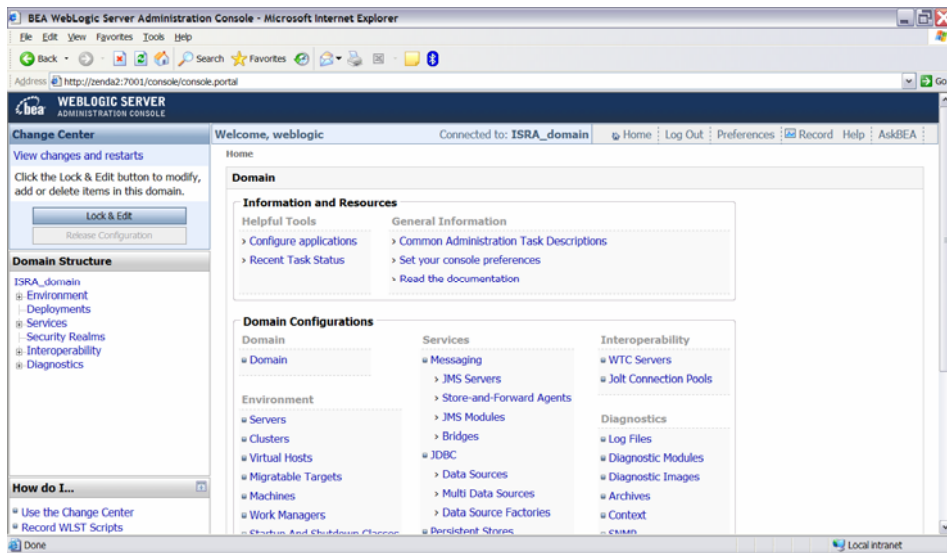 BEA WebLogic Server Administration Console - Microsoft Internet Explorer
File Edit View Favorites Tools Help
Back Search Favorites
Address http://zenda2:7001/console/console.portal Go
bea WEBLOGIC SERVER
ADMINISTRATION CONSOLE
Change Center
View changes and restarts
Click the Lock & Edit button to modify,
add or delete items in this domain.
Lock & Edit
Release Configuration
Domain Structure
ISRA_domain
Environment
Deployments
Services
Security Realms
Interoperability
Diagnostics
How do I...
Use the Change Center
Record WLST Scripts
Welcome, weblogic Connected to: ISRA_domain Home Log Out Preferences Record Help AskBEA
Home
Domain
Information and Resources
Helpful Tools
Configure applications
Recent Task Status
General Information
Common Administration Task Descriptions
Set your console preferences
Read the documentation
Domain Configurations
Domain
Domain
Environment
Servers
Clusters
Virtual Hosts
Migratable Targets
Machines
Work Managers
Startup And Shutdown Classes
Services
Messaging
JMS Servers
Store-and-Forward Agents
JMS Modules
Bridges
JDBC
Data Sources
Multi Data Sources
Data Source Factories
Persistent Stores
Interoperability
WTC Servers
Jolt Connection Pools
Diagnostics
Log Files
Diagnostic Modules
Diagnostic Images
Archives
Context
SNMP
Done Local intranet